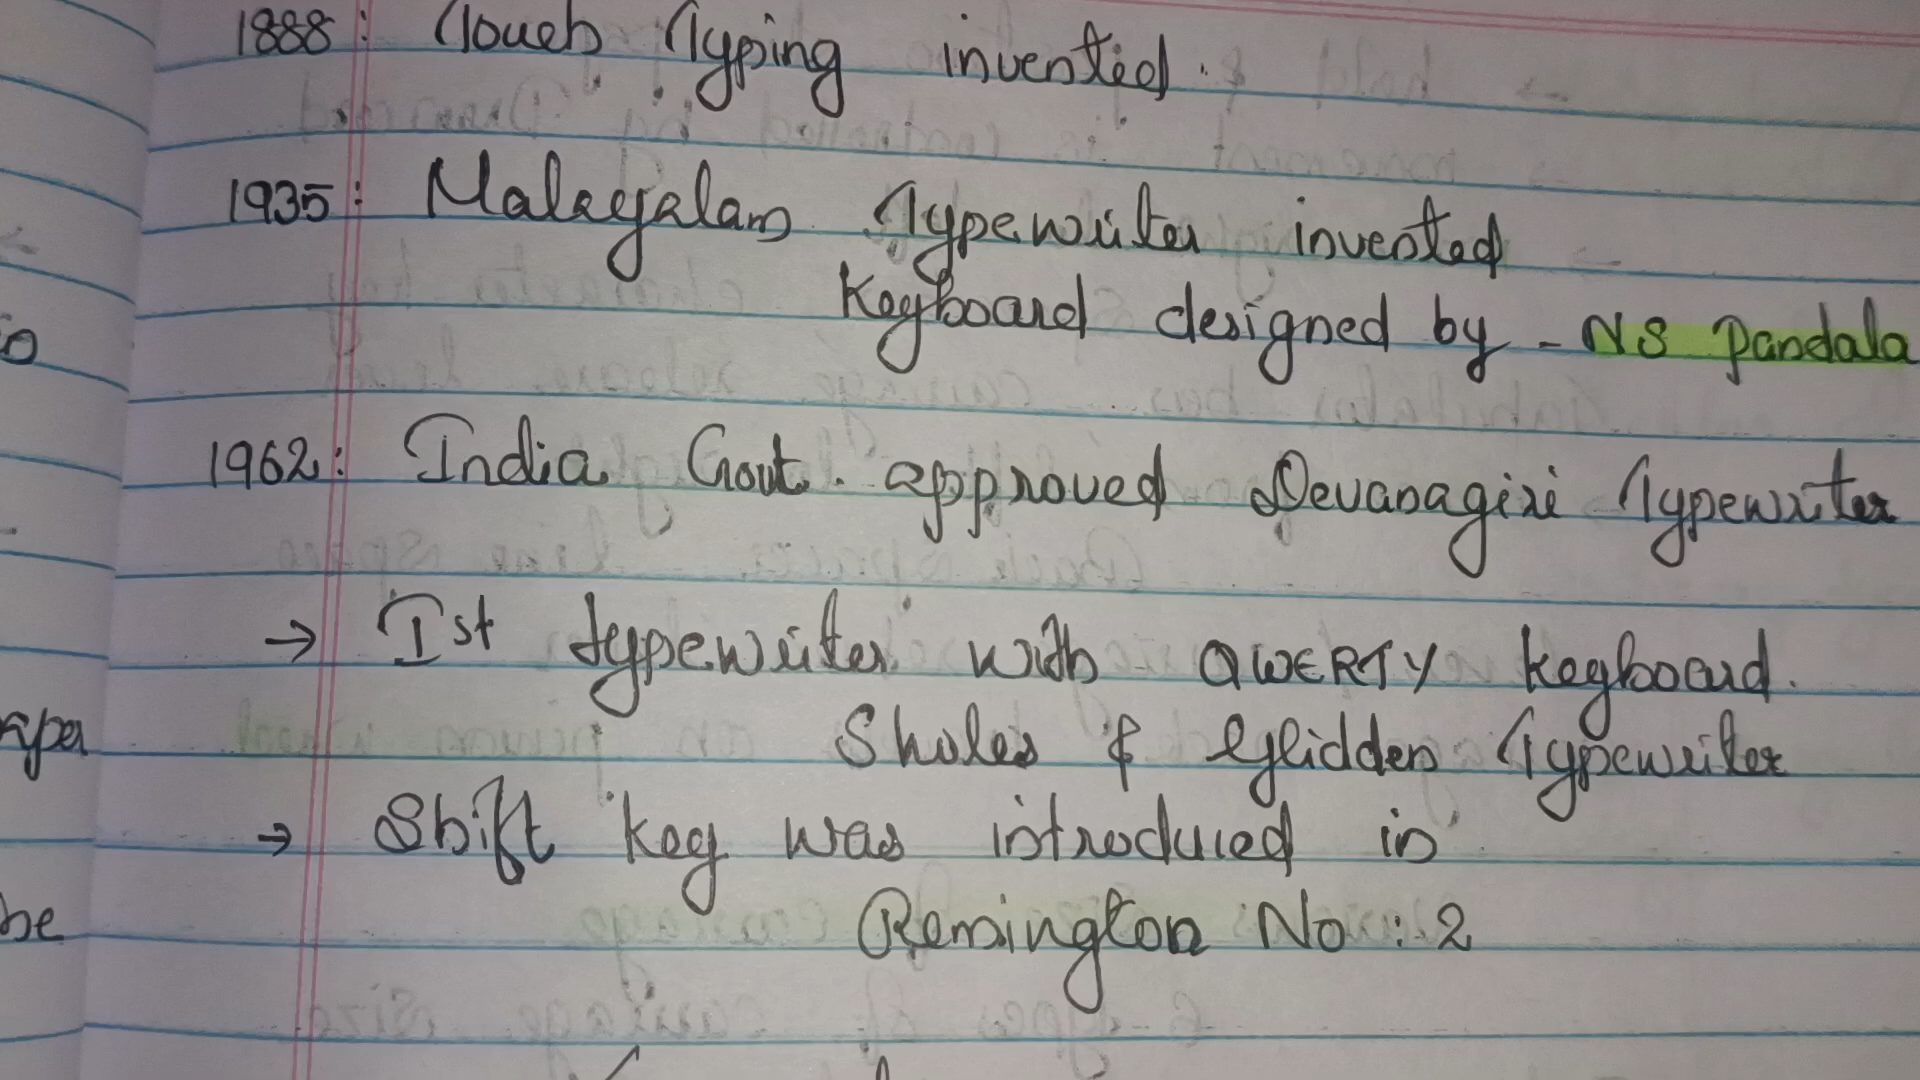 1888: Touch Typing invented.
1935: Malayalam Typewriter invented
Keyboard designed by - NS Pandala
1962: India Govt. approved Devanagiri Typewriter
→ Ist typewriter with QWERTY keyboard.
Sholes & Glidden Typewriter
→ Shift key was introduced in
Remington No: 2